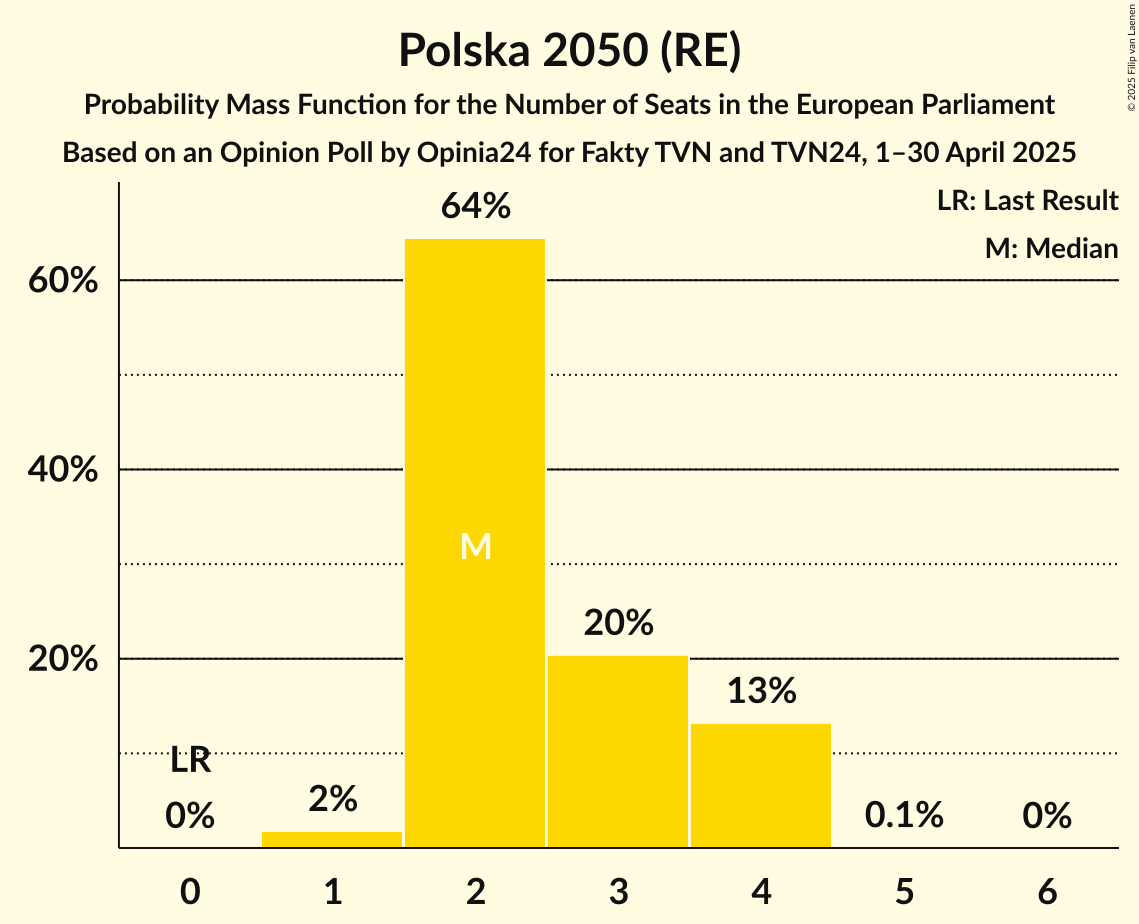 Polska 2050 (RE)
Probability Mass Function for the Number of Seats in the European Parliament
Based on an Opinion Poll by Opinia24 for Fakty TVN and TVN24, 1–30 April 2025
© 2025 Filip van Laenen
LR: Last Result
M: Median
64%
60%
40%
M
20%
20%
13%
LR
0%
2%
0.1%
0%
0 1 2 3 4 5 6